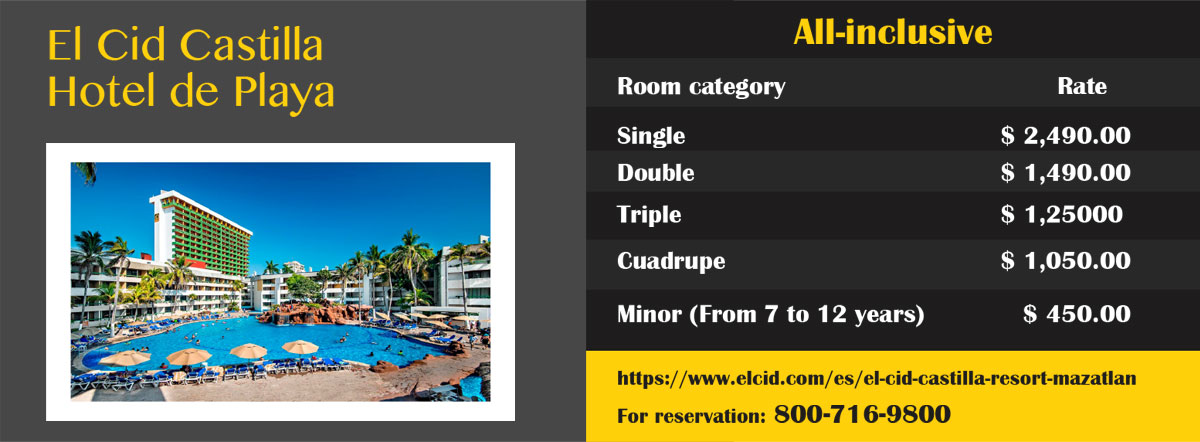 El Cid Castilla
Hotel de Playa
All-inclusive
Room category Rate
Single $ 2,490.00
Double $ 1,490.00
Triple $ 1,25000
Cuadrupe $ 1,050.00
Minor (From 7 to 12 years) $ 450.00
https://www.elcid.com/es/el-cid-castilla-resort-mazatlan
For reservation: 800-716-9800